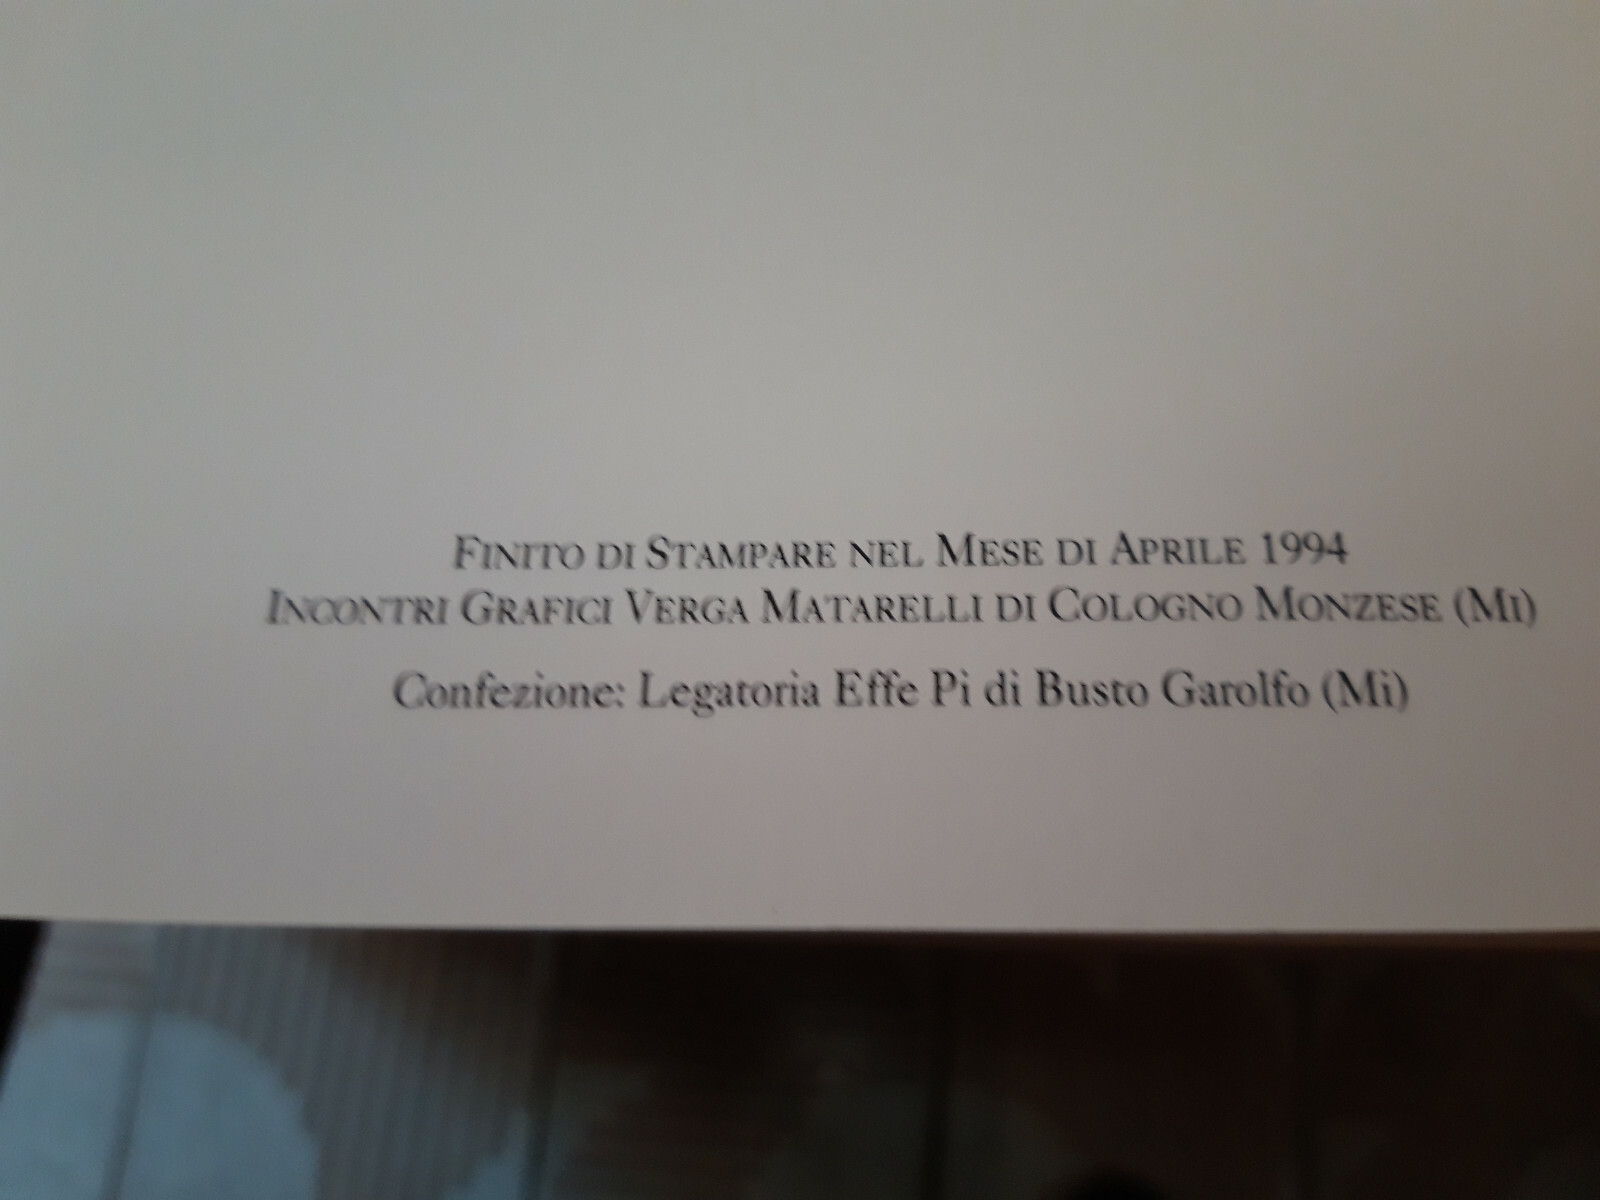 Finito di Stampare nel Mese di Aprile 1994
Incontri Grafici Verga Matarelli di Cologno Monzese (Mi)
Confezione: Legatoria Effe Pi di Busto Garolfo (Mi)